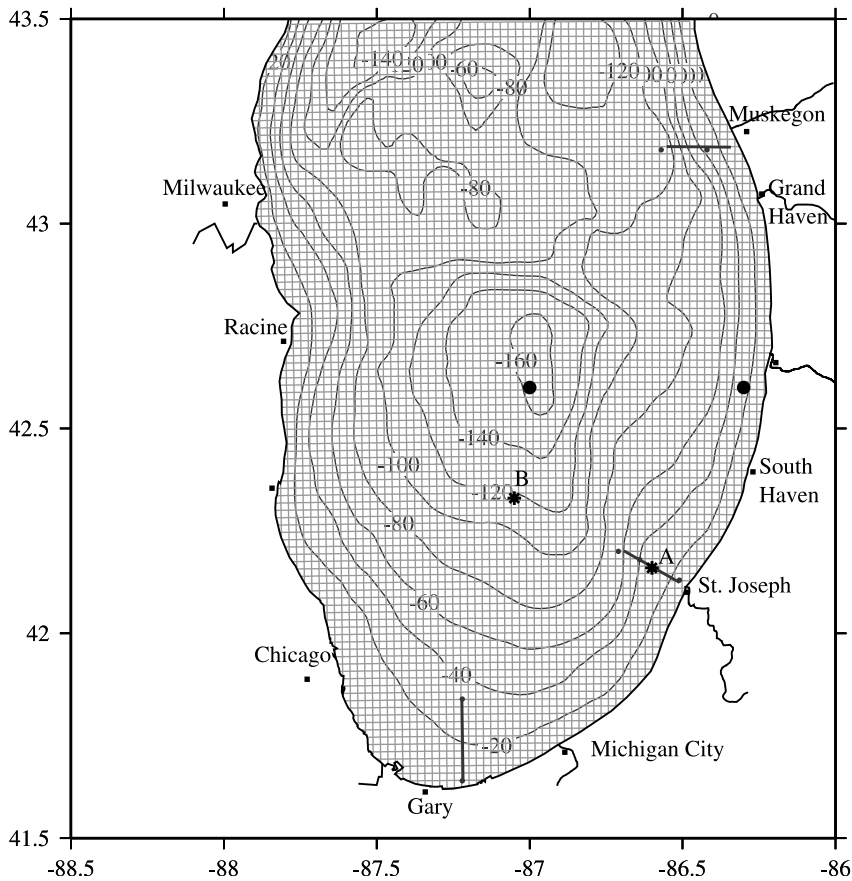 43.5
43
42.5
42
41.5
-88.5
-88
-87.5
-87
-86.5
-86
-140
-60
-80
-120
Muskegon
Milwaukee
-80
Grand
Haven
Racine
-160
-140
-100
B
-120
South
Haven
-80
A
St. Joseph
-60
Chicago
-40
-20
Michigan City
Gary